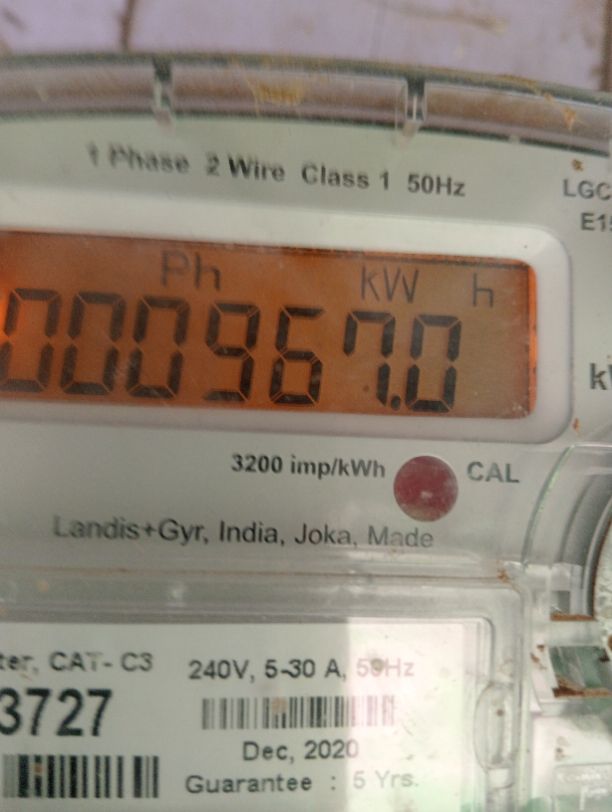 1 Phase 2 Wire Class 1 50Hz
LGC
E15
Ph kW h
000967.0
3200 imp/kWh CAL
Landis+Gyr, India, Joka, Made
ter, CAT- C3
3727
240V, 5-30 A, 50Hz
Dec, 2020
Guarantee : 5 Yrs.